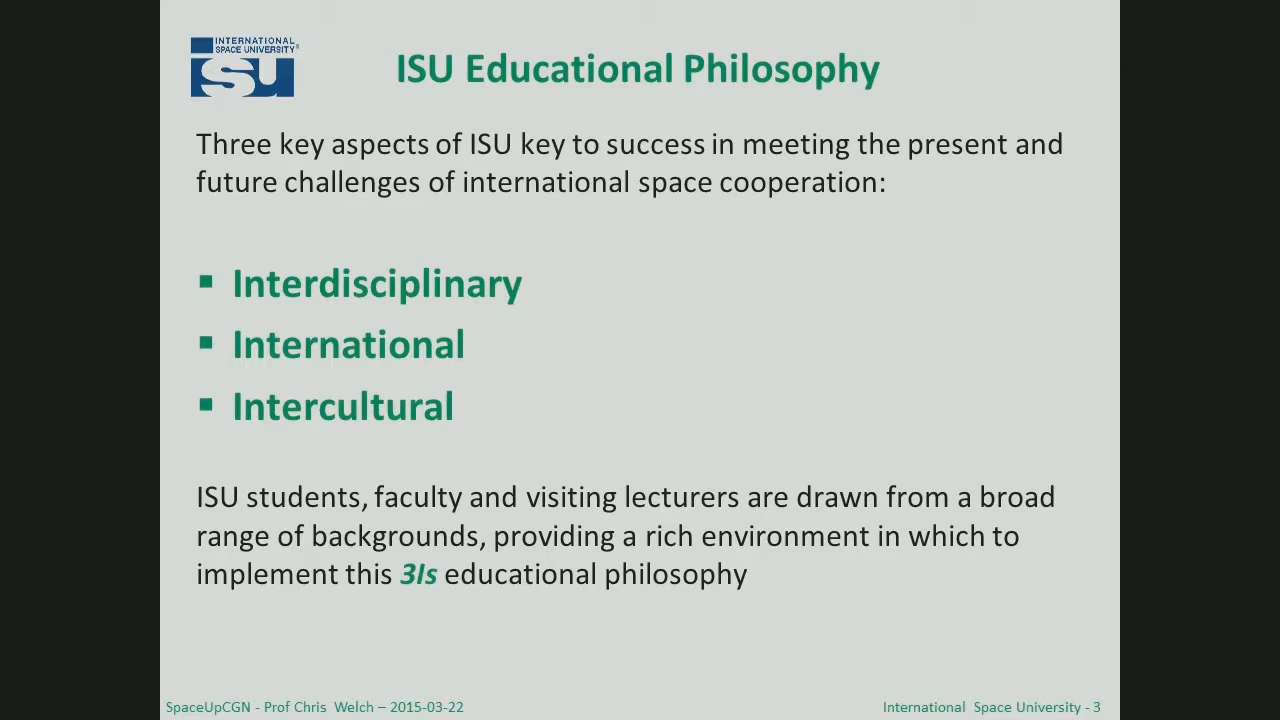 INTERNATIONAL
SPACE UNIVERSITY®
isu
ISU Educational Philosophy
Three key aspects of ISU key to success in meeting the present and
future challenges of international space cooperation:
▪ Interdisciplinary
▪ International
▪ Intercultural
ISU students, faculty and visiting lecturers are drawn from a broad
range of backgrounds, providing a rich environment in which to
implement this 3Is educational philosophy
SpaceUpCGN - Prof Chris Welch – 2015-03-22
International Space University - 3